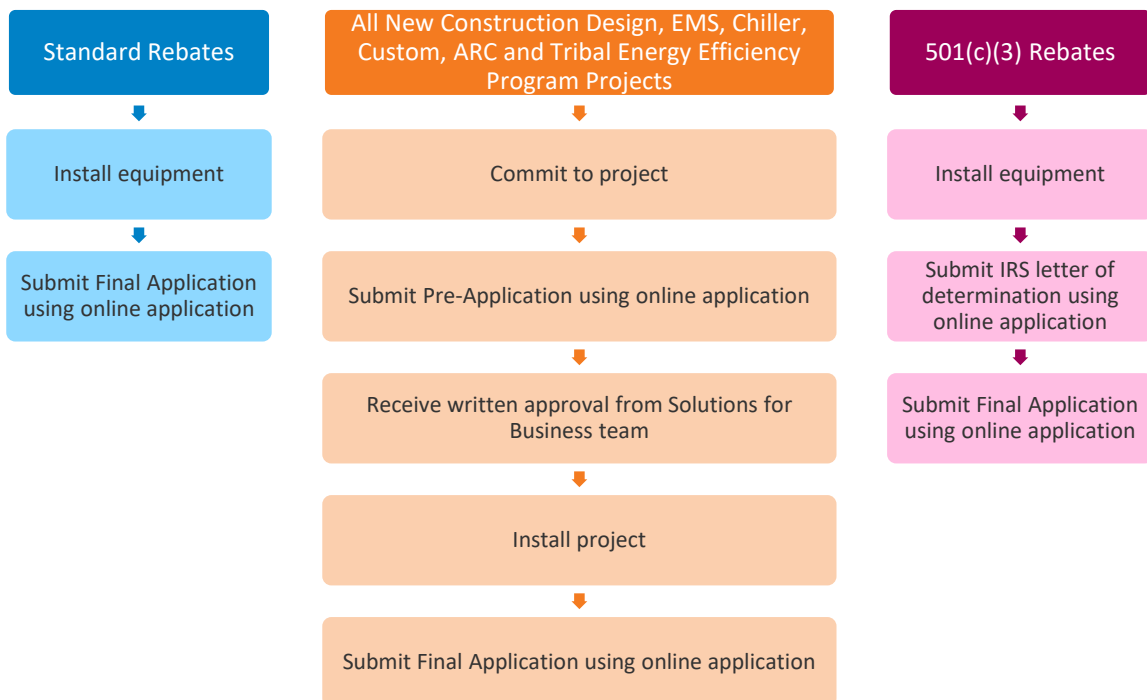 Standard Rebates
Install equipment
Submit Final Application
using online application
All New Construction Design, EMS, Chiller,
Custom, ARC and Tribal Energy Efficiency
Program Projects
Commit to project
Submit Pre-Application using online application
Receive written approval from Solutions for
Business team
Install project
Submit Final Application using online application
501(c)(3) Rebates
Install equipment
Submit IRS letter of
determination using
online application
Submit Final Application
using online application